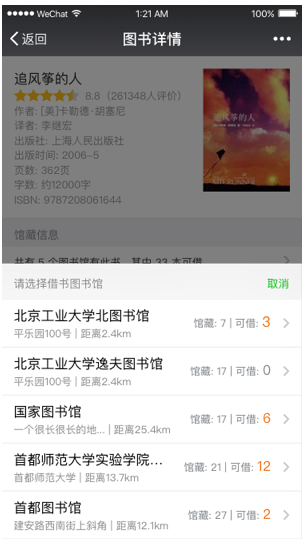 WeChat 1:21 AM 100%
返回 图书详情
追风筝的人
8.8（261348人评价）
作者: [美]卡勒德·胡塞尼
译者: 李继宏
出版社: 上海人民出版社
出版时间: 2006-5
页数: 362页
字数: 约12000字
ISBN: 9787208061644
追风筝的人
馆藏信息
共有 5 个图书馆有此书，其中 33 本可借
请选择借书图书馆 取消
北京工业大学北图书馆
平乐园100号 | 距离2.4km
馆藏: 7 | 可借: 3
北京工业大学逸夫图书馆
平乐园100号 | 距离2.4km
馆藏: 17 | 可借: 0
国家图书馆
一个很长很长的地... | 距离25.4km
馆藏: 17 | 可借: 6
首都师范大学实验学院...
首都师范大学 | 距离13.7km
馆藏: 21 | 可借: 12
首都图书馆
建安路西南街上斜角 | 距离12.1km
馆藏: 27 | 可借: 2